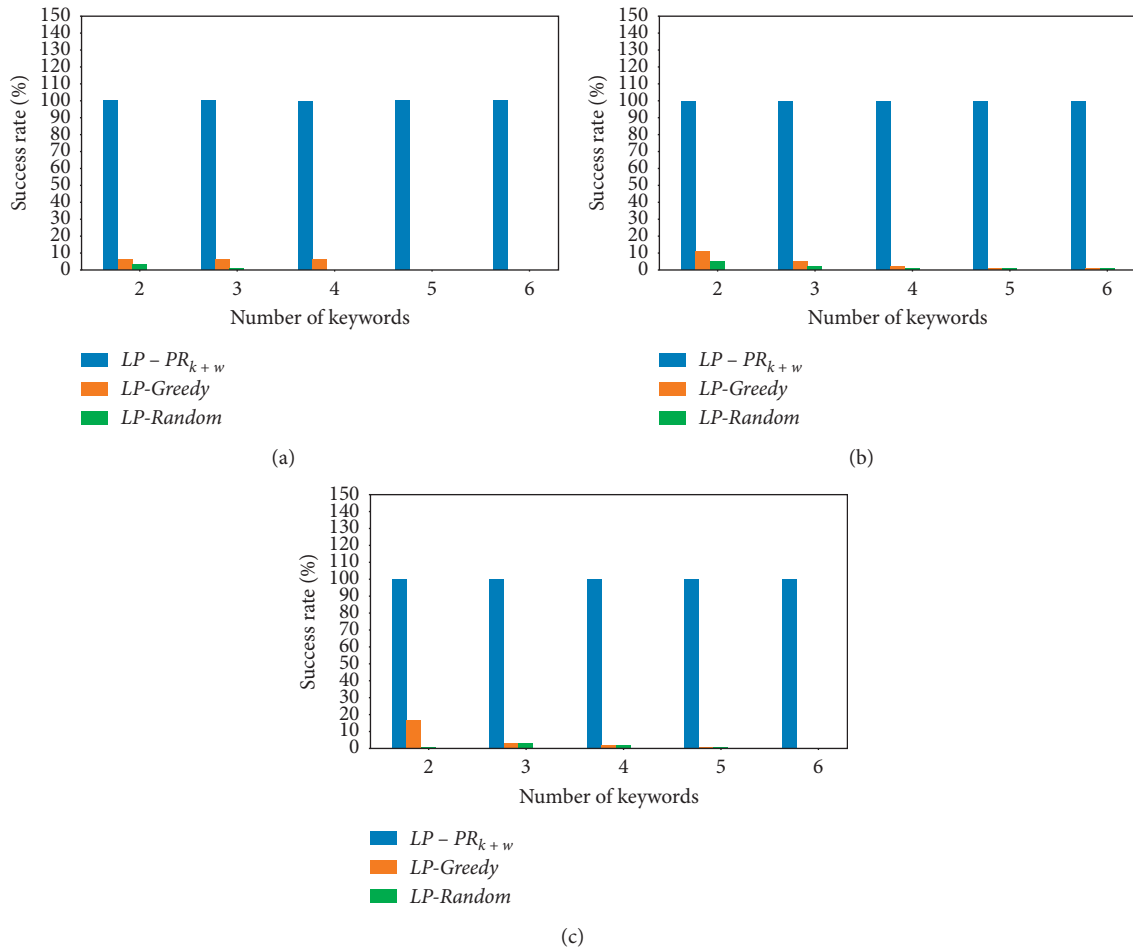 150
140
130
120
110
100
90
80
70
60
50
40
30
20
10
0
Success rate (%)
2 3 4 5 6
Number of keywords
LP – PRk + w
LP-Greedy
LP-Random
(a)
150
140
130
120
110
100
90
80
70
60
50
40
30
20
10
0
Success rate (%)
2 3 4 5 6
Number of keywords
LP – PRk + w
LP-Greedy
LP-Random
(b)
150
140
130
120
110
100
90
80
70
60
50
40
30
20
10
0
Success rate (%)
2 3 4 5 6
Number of keywords
LP – PRk + w
LP-Greedy
LP-Random
(c)